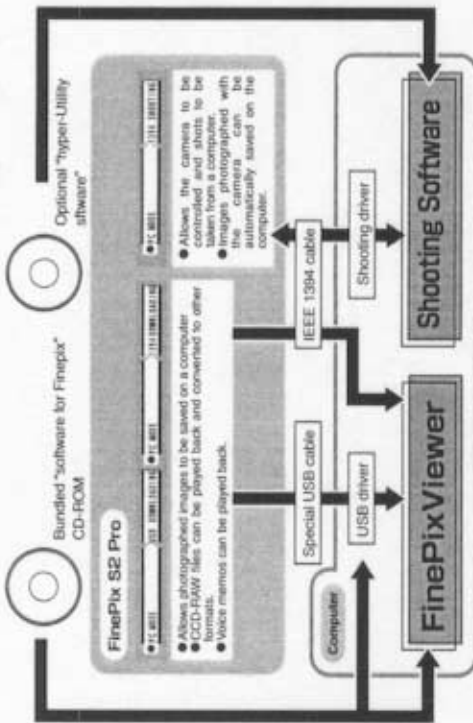 Bundled "software for Finepix"
CD-ROM
Optional "hyper-Utility
sftware"
FinePix S2 Pro
●PC MODE
●PC MODE
●PC MODE
1394 SHOOTING
●Allows photographed images to be saved on a computer
●CCD-RAW files can be played back and converted to other
formats.
●Voice memos can be played back.
●Allows the camera to be
controlled and shots to be
taken from a computer.
●Images photographed with
the camera can be
automatically saved on the
computer.
Special USB cable
IEEE 1394 cable
Computer
USB driver
Shooting driver
FinePixViewer
Shooting Software